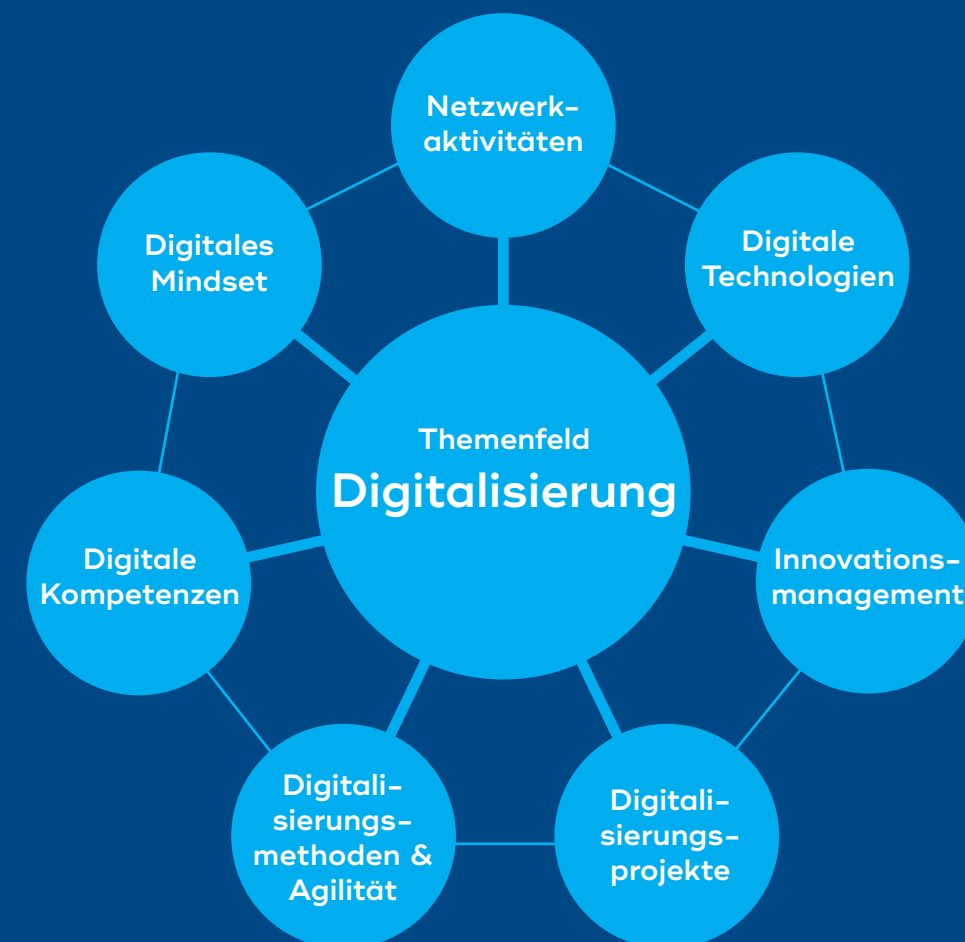 Netzwerk-
aktivitäten
Digitales
Mindset
Digitale
Technologien
Themenfeld
Digitalisierung
Digitale
Kompetenzen
Innovations-
management
Digitali-
sierungs-
methoden &
Agilität
Digitali-
sierungs-
projekte